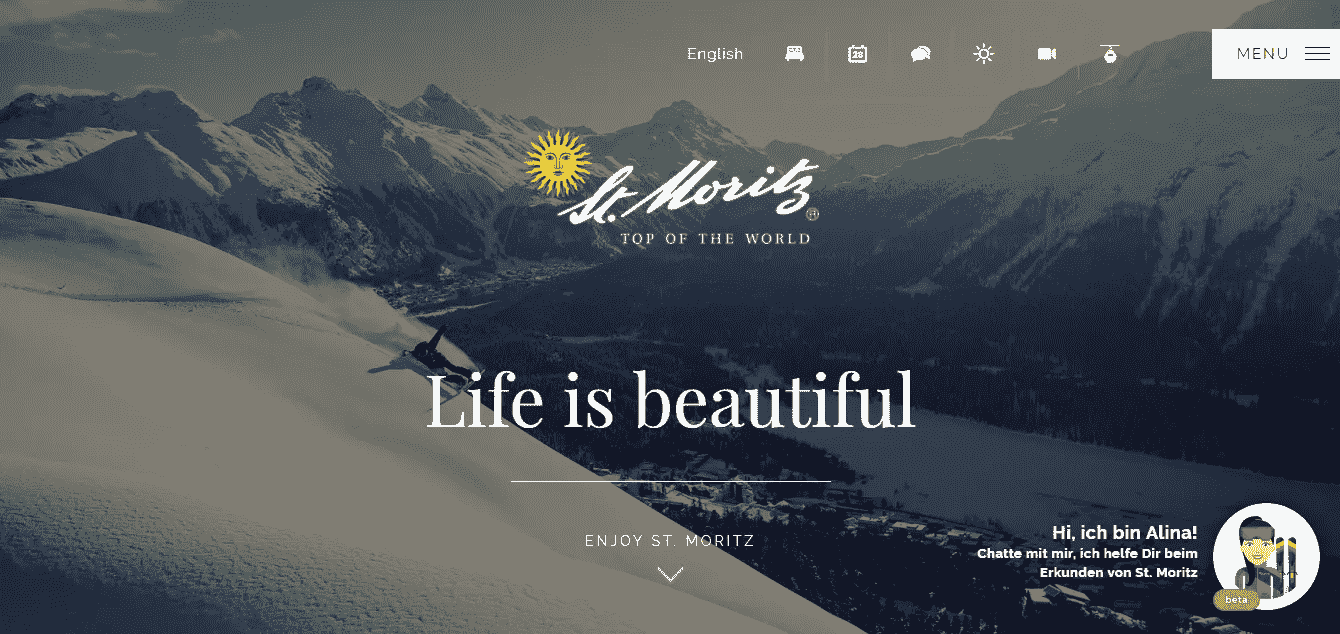 English
28
MENU
St. Moritz
TOP OF THE WORLD
Life is beautiful
ENJOY ST. MORITZ
Hi, ich bin Alina!
Chatte mit mir, ich helfe Dir beim
Erkunden von St. Moritz
beta